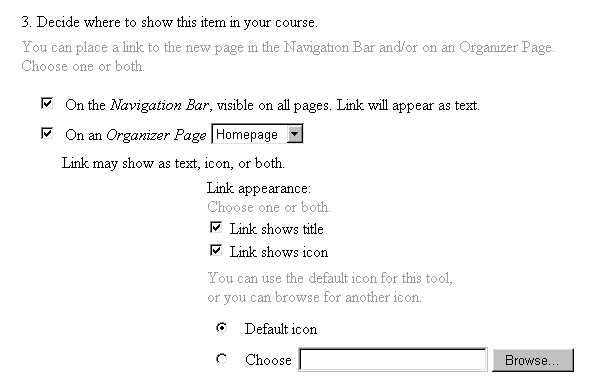 3. Decide where to show this item in your course.
You can place a link to the new page in the Navigation Bar and/or on an Organizer Page.
Choose one or both.
On the Navigation Bar, visible on all pages. Link will appear as text.
On an Organizer Page Homepage
Link may show as text, icon, or both.
Link appearance:
Choose one or both.
Link shows title
Link shows icon
You can use the default icon for this tool,
or you can browse for another icon.
Default icon
Choose Browse...